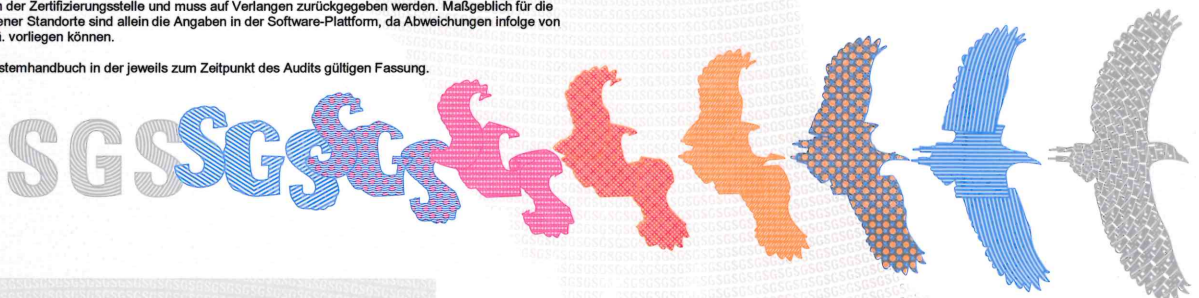 der Zertifizierungsstelle und muss auf Verlangen zurückgegeben werden. Maßgeblich für die
ener Standorte sind allein die Angaben in der Software-Plattform, da Abweichungen infolge von
. vorliegen können.
stemhandbuch in der jeweils zum Zeitpunkt des Audits gültigen Fassung.
SGS SGS SGS